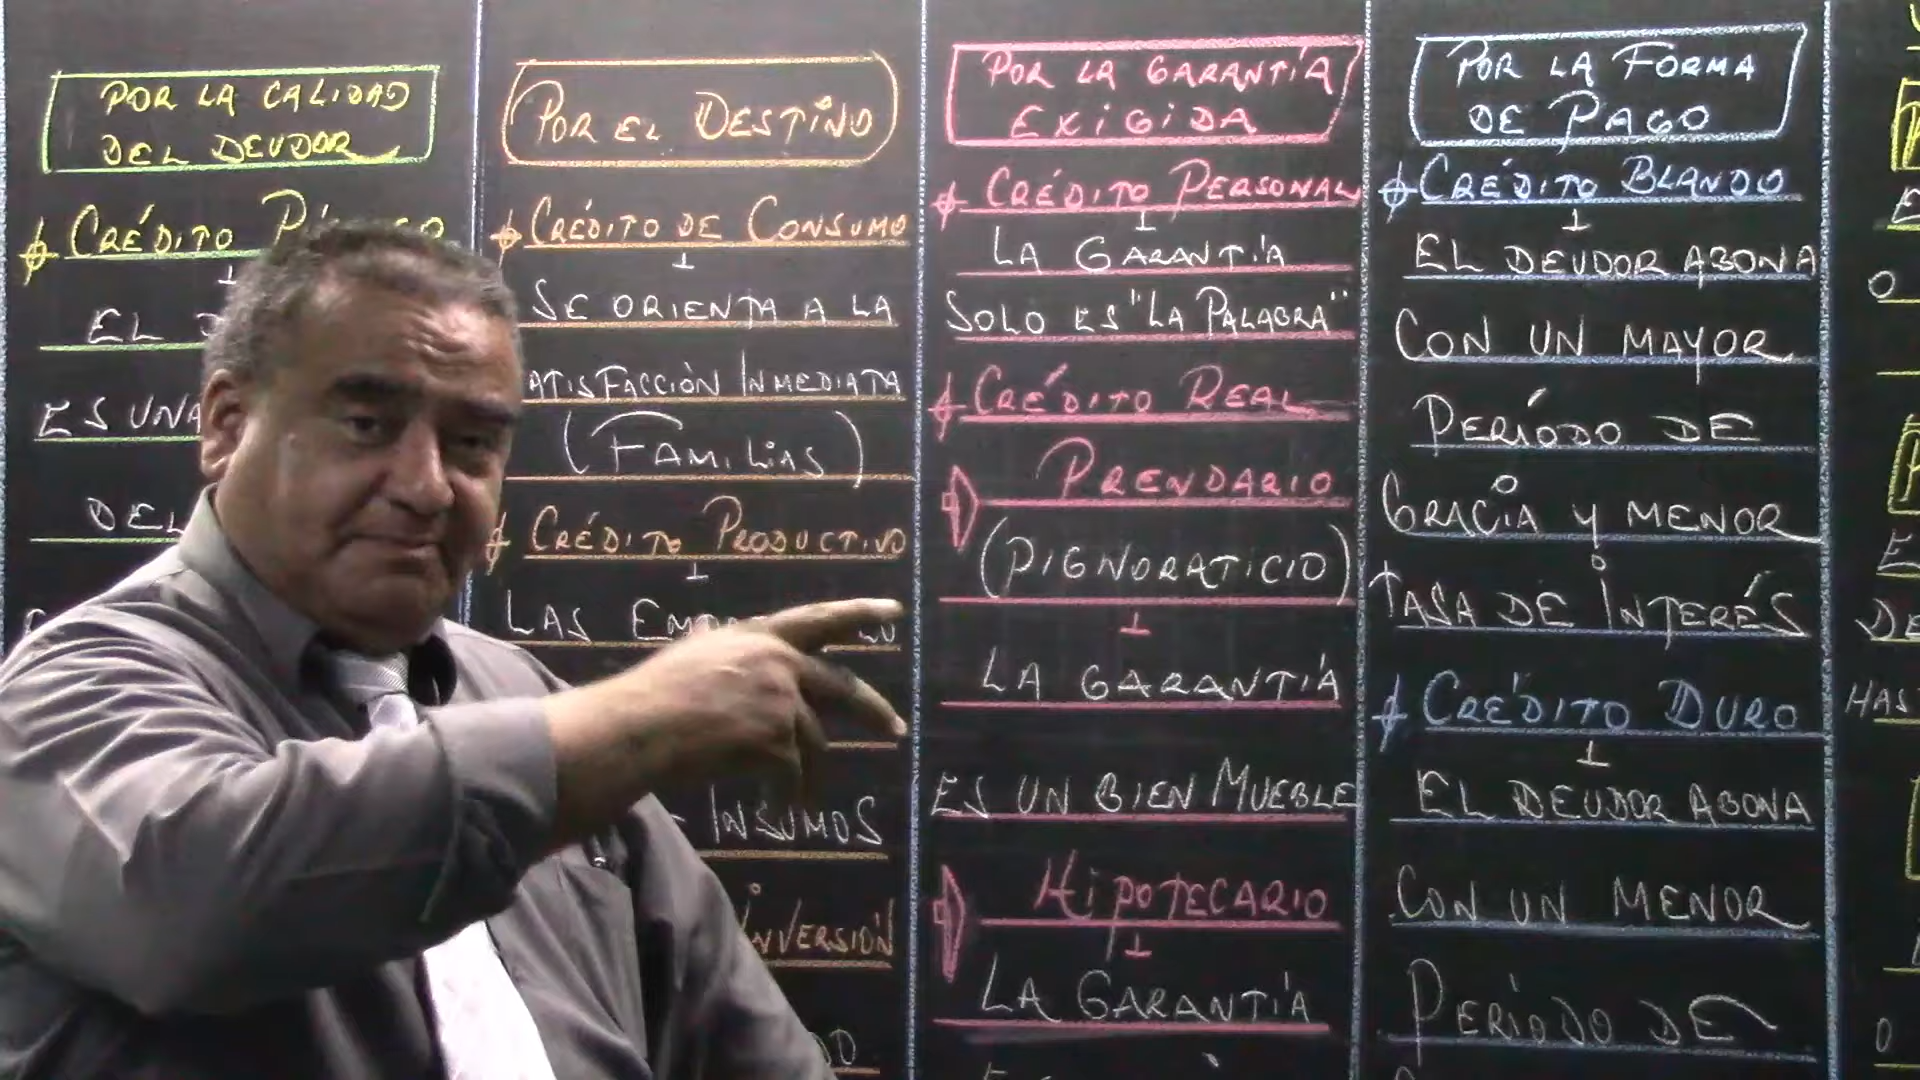 POR LA CALIDAD
DEL DEUDOR
CRÉDITO
EL
ES UNA
DEL
POR EL DESTINO
CRÉDITO DE CONSUMO
SE ORIENTA A LA
ATISFACCIÓN INMEDIATA
(FAMILIAS)
CRÉDITO PRODUCTIVO
LAS
- INSUMOS
NVERSIÓN
POR LA GARANTÍA
EXIGIDA
CRÉDITO PERSONAL
LA GARANTÍA
SOLO ES "LA PALABRA"
CRÉDITO REAL
PRENDARIO
(PIGNORATICIO)
LA GARANTÍA
ES UN BIEN MUEBLE
HIPOTECARIO
LA GARANTÍA
POR LA FORMA
DE PAGO
CRÉDITO BLANDO
EL DEUDOR ABONA
CON UN MAYOR
PERÍODO DE
GRACIA Y MENOR
TASA DE INTERÉS
CRÉDITO DURO
EL DEUDOR ABONA
CON UN MENOR
PERÍODO DE
O
DE
HAS
O